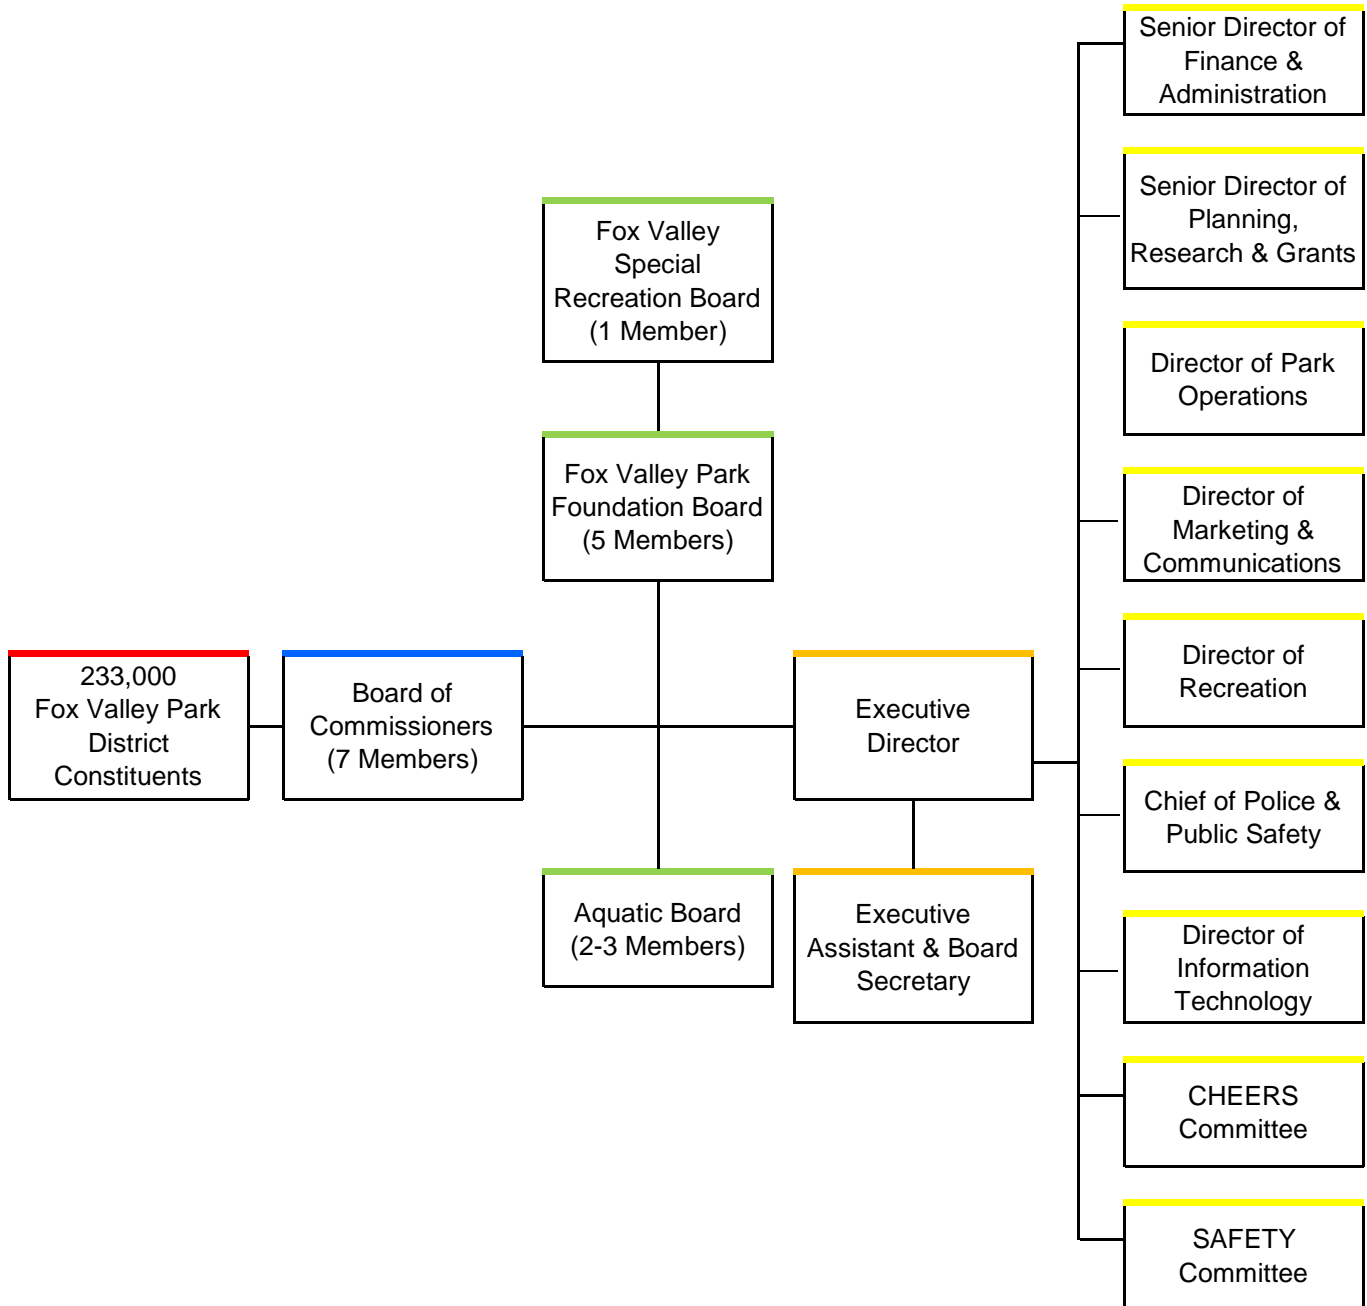 233,000
Fox Valley Park
District
Constituents
Board of
Commissioners
(7 Members)
Fox Valley
Special
Recreation Board
(1 Member)
Fox Valley Park
Foundation Board
(5 Members)
Aquatic Board
(2-3 Members)
Executive
Director
Executive
Assistant & Board
Secretary
Senior Director of
Finance &
Administration
Senior Director of
Planning,
Research & Grants
Director of Park
Operations
Director of
Marketing &
Communications
Director of
Recreation
Chief of Police &
Public Safety
Director of
Information
Technology
CHEERS
Committee
SAFETY
Committee